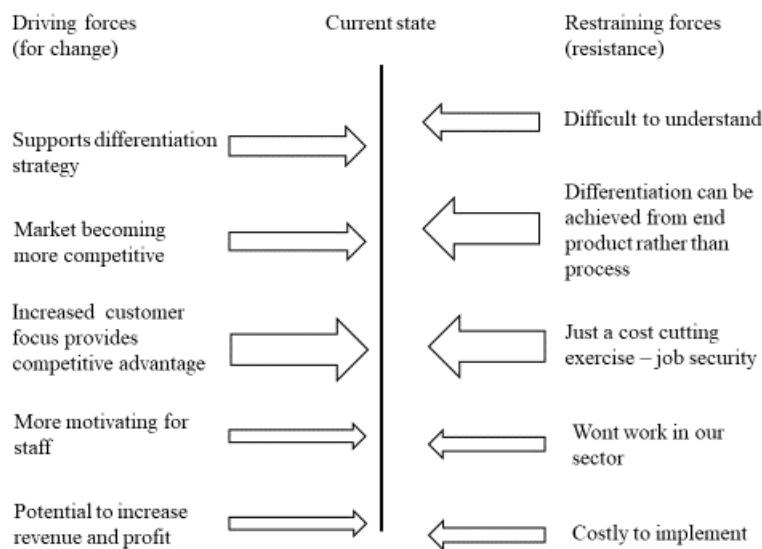 Driving forces
(for change)
Current state
Restraining forces
(resistance)
Supports differentiation
strategy
Market becoming
more competitive
Increased customer
focus provides
competitive advantage
More motivating for
staff
Potential to increase
revenue and profit
Difficult to understand
Differentiation can be
achieved from end
product rather than
process
Just a cost cutting
exercise – job security
Wont work in our
sector
Costly to implement